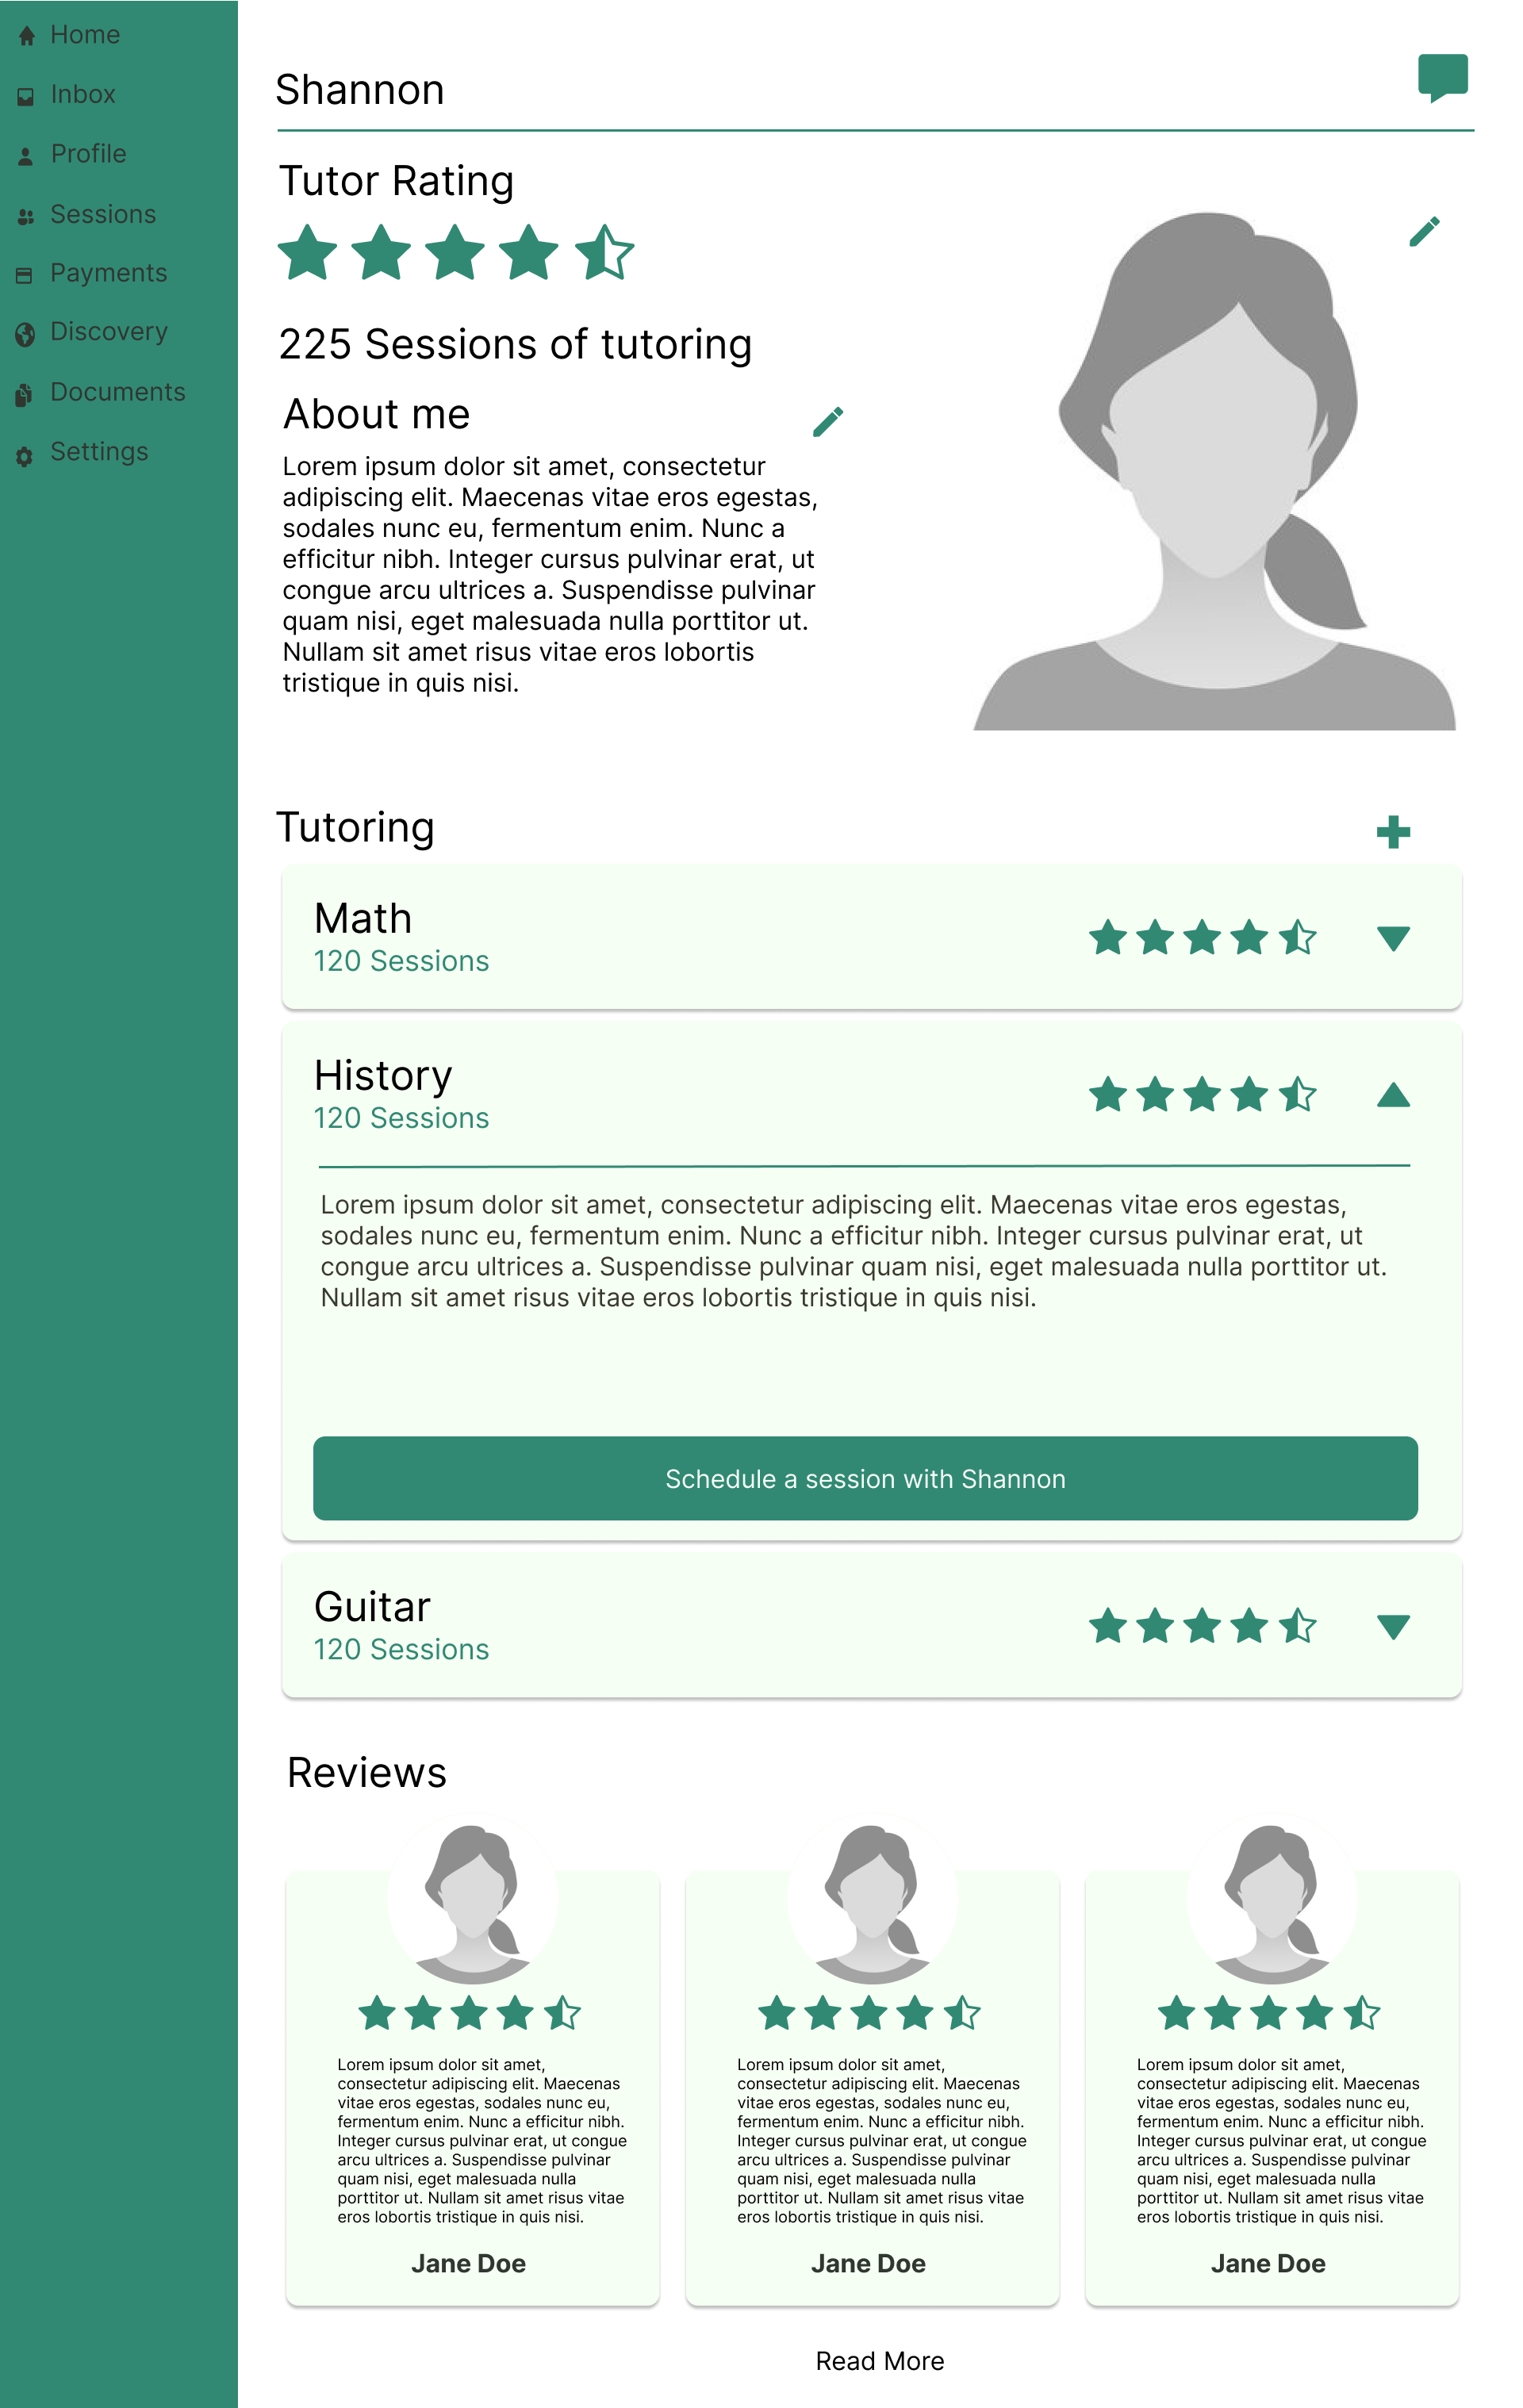 Home
Inbox
Profile
Sessions
Payments
Discovery
Documents
Settings
Shannon
Tutor Rating
225 Sessions of tutoring
About me
Lorem ipsum dolor sit amet, consectetur
adipiscing elit. Maecenas vitae eros egestas,
sodales nunc eu, fermentum enim. Nunc a
efficitur nibh. Integer cursus pulvinar erat, ut
congue arcu ultrices a. Suspendisse pulvinar
quam nisi, eget malesuada nulla porttitor ut.
Nullam sit amet risus vitae eros lobortis
tristique in quis nisi.
Tutoring
Math
120 Sessions
History
120 Sessions
Lorem ipsum dolor sit amet, consectetur adipiscing elit. Maecenas vitae eros egestas,
sodales nunc eu, fermentum enim. Nunc a efficitur nibh. Integer cursus pulvinar erat, ut
congue arcu ultrices a. Suspendisse pulvinar quam nisi, eget malesuada nulla porttitor ut.
Nullam sit amet risus vitae eros lobortis tristique in quis nisi.
Schedule a session with Shannon
Guitar
120 Sessions
Reviews
Lorem ipsum dolor sit amet,
consectetur adipiscing elit. Maecenas
vitae eros egestas, sodales nunc eu,
fermentum enim. Nunc a efficitur nibh.
Integer cursus pulvinar erat, ut congue
arcu ultrices a. Suspendisse pulvinar
quam nisi, eget malesuada nulla
porttitor ut. Nullam sit amet risus vitae
eros lobortis tristique in quis nisi.
Jane Doe
Lorem ipsum dolor sit amet,
consectetur adipiscing elit. Maecenas
vitae eros egestas, sodales nunc eu,
fermentum enim. Nunc a efficitur nibh.
Integer cursus pulvinar erat, ut congue
arcu ultrices a. Suspendisse pulvinar
quam nisi, eget malesuada nulla
porttitor ut. Nullam sit amet risus vitae
eros lobortis tristique in quis nisi.
Jane Doe
Lorem ipsum dolor sit amet,
consectetur adipiscing elit. Maecenas
vitae eros egestas, sodales nunc eu,
fermentum enim. Nunc a efficitur nibh.
Integer cursus pulvinar erat, ut congue
arcu ultrices a. Suspendisse pulvinar
quam nisi, eget malesuada nulla
porttitor ut. Nullam sit amet risus vitae
eros lobortis tristique in quis nisi.
Jane Doe
Read More